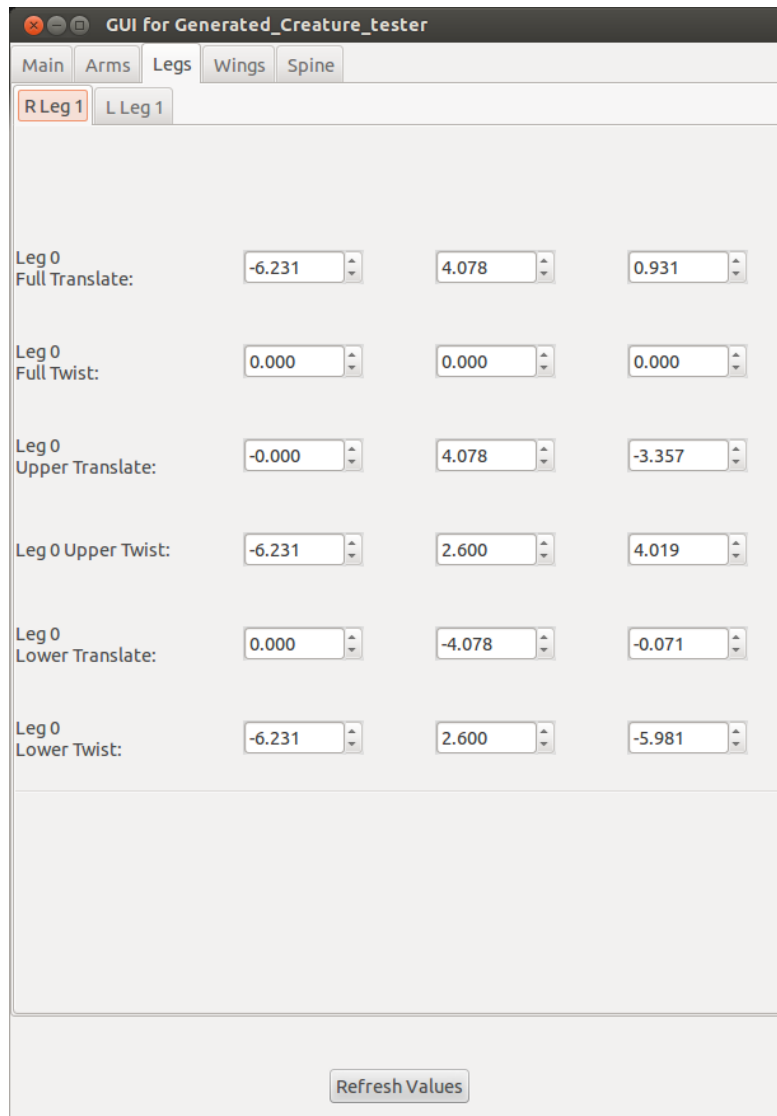 GUI for Generated_Creature_tester
Main Arms Legs Wings Spine
R Leg 1 L Leg 1
Leg 0
Full Translate: -6.231 4.078 0.931
Leg 0
Full Twist: 0.000 0.000 0.000
Leg 0
Upper Translate: -0.000 4.078 -3.357
Leg 0 Upper Twist: -6.231 2.600 4.019
Leg 0
Lower Translate: 0.000 -4.078 -0.071
Leg 0
Lower Twist: -6.231 2.600 -5.981
Refresh Values